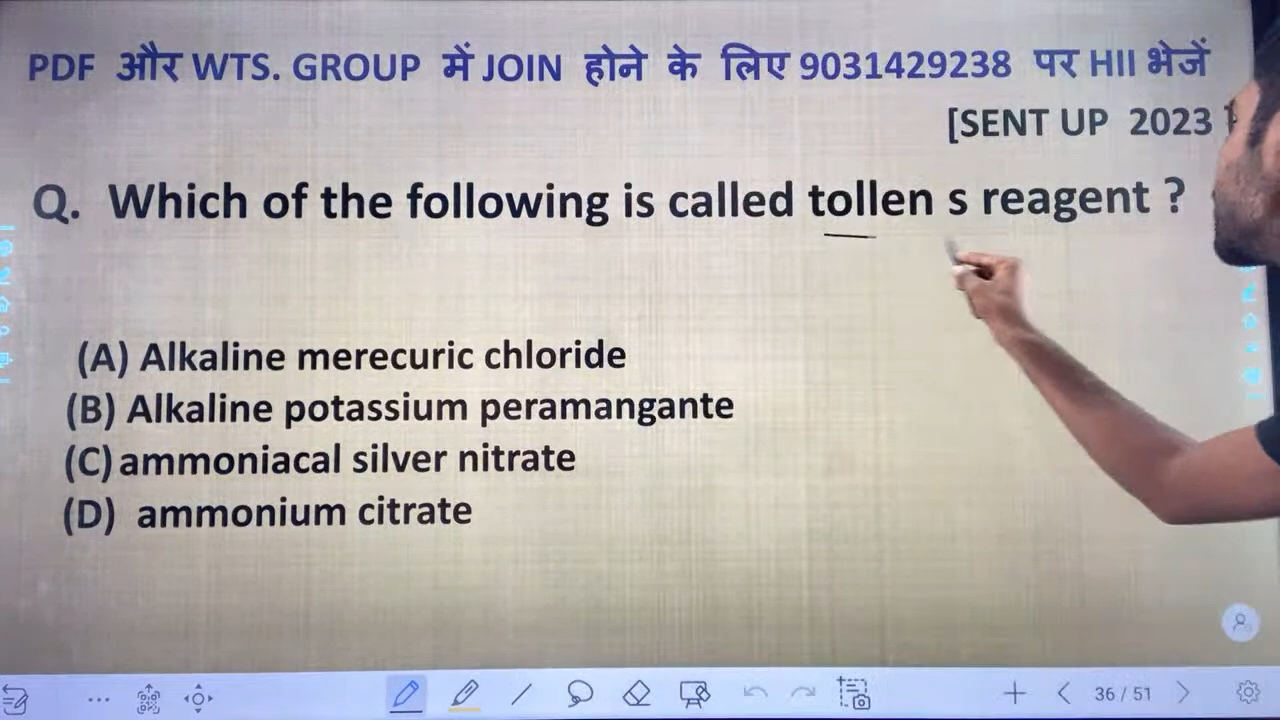 PDF और WTS. GROUP में JOIN होने के लिए 9031429238 पर HII भेजें
[SENT UP 2023
Q. Which of the following is called tollen s reagent ?
(A) Alkaline merecuric chloride
(B) Alkaline potassium peramangante
(C) ammoniacal silver nitrate
(D) ammonium citrate
36 / 51